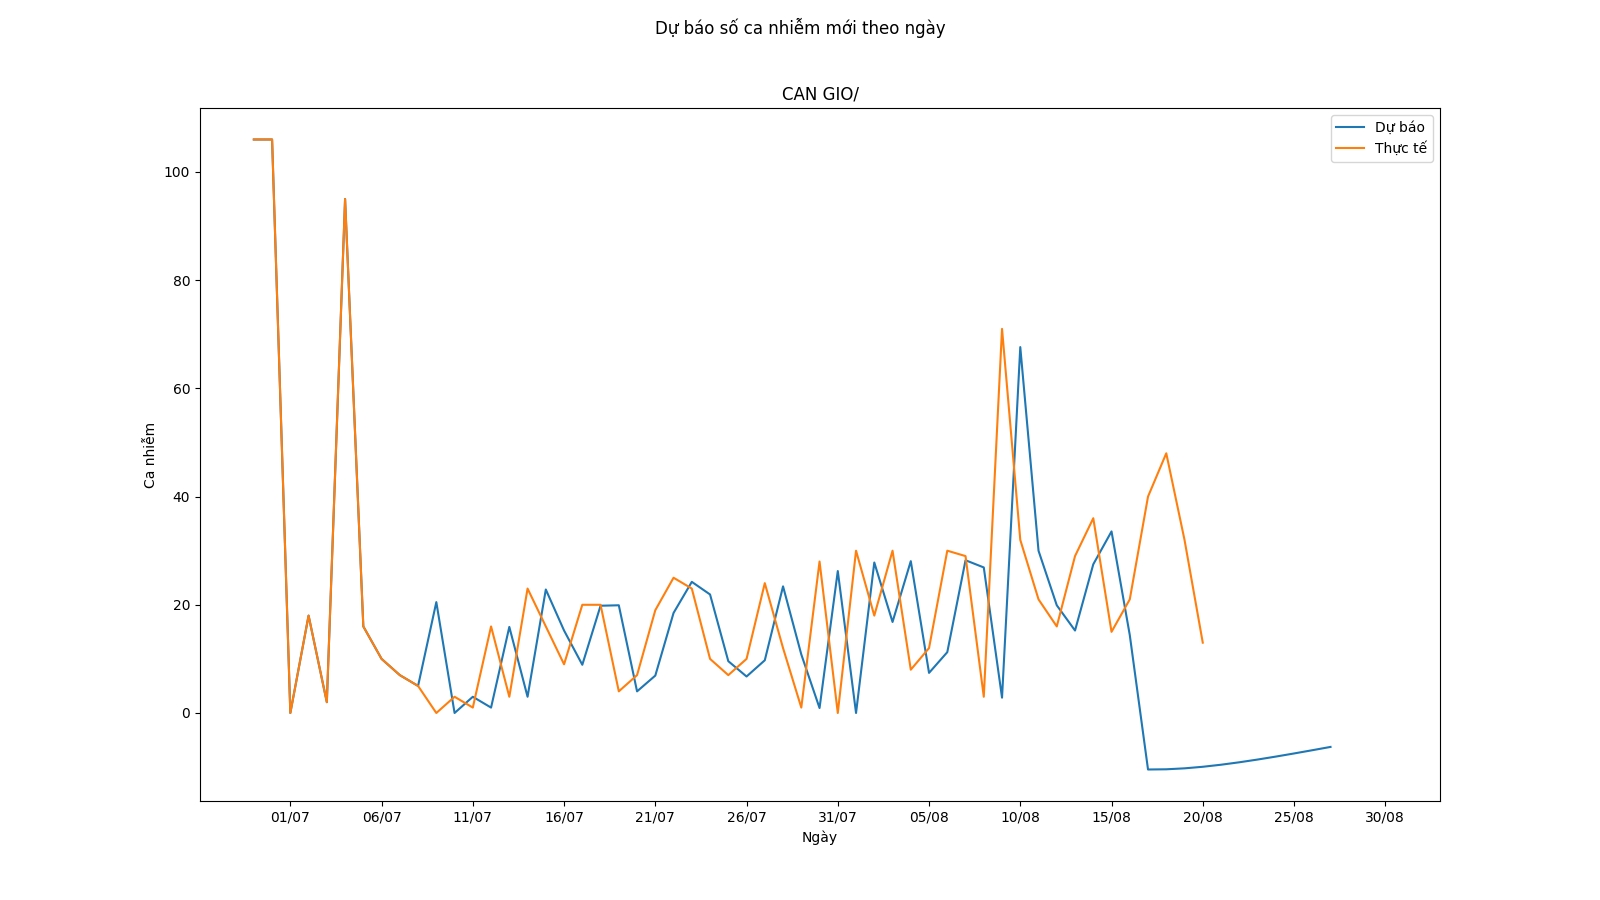 Dự báo số ca nhiễm mới theo ngày
CAN GIO/
Dự báo
Thực tế
100
80
60
40
20
0
Ca nhiễm
01/07 06/07 11/07 16/07 21/07 26/07 31/07 05/08 10/08 15/08 20/08 25/08 30/08
Ngày